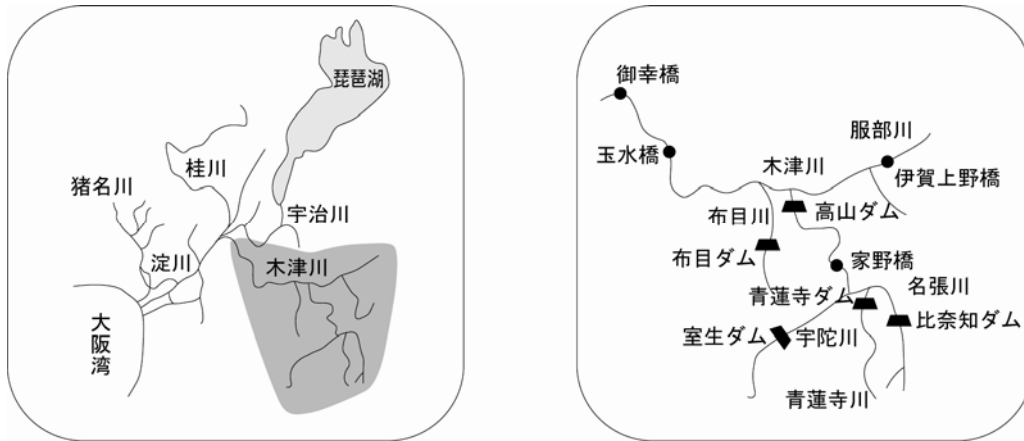 琵琶湖
桂川
猪名川
宇治川
淀川
木津川
大阪湾
御幸橋
服部川
玉水橋
木津川
伊賀上野橋
布目川
高山ダム
布目ダム
家野橋
青蓮寺ダム
名張川
比奈知ダム
室生ダム
宇陀川
青蓮寺川